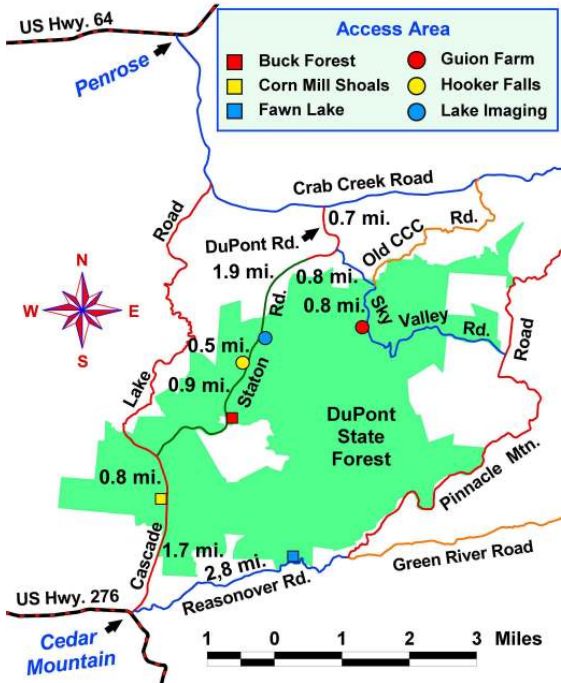 US Hwy. 64
Penrose
Access Area
Buck Forest
Guion Farm
Corn Mill Shoals
Hooker Falls
Fawn Lake
Lake Imaging
Crab Creek Road
Road
0.7 mi.
DuPont Rd.
Old CCC Rd.
1.9 mi.
0.8 mi.
N
W E
S
0.8 mi.
Sky Valley Rd.
Rd.
Road
0.5 mi.
0.9 mi.
Staton
Lake
DuPont
State
Forest
Pinnacle Mtn.
0.8 mi.
1.7 mi.
Cascade
2,8 mi.
Reasonover Rd.
Green River Road
US Hwy. 276
Cedar
Mountain
1 0 1 2 3 Miles